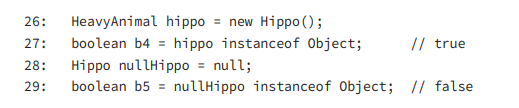 26: HeavyAnimal hippo = new Hippo();
27: boolean b4 = hippo instanceof Object; // true
28: Hippo nullHippo = null;
29: boolean b5 = nullHippo instanceof Object; // false